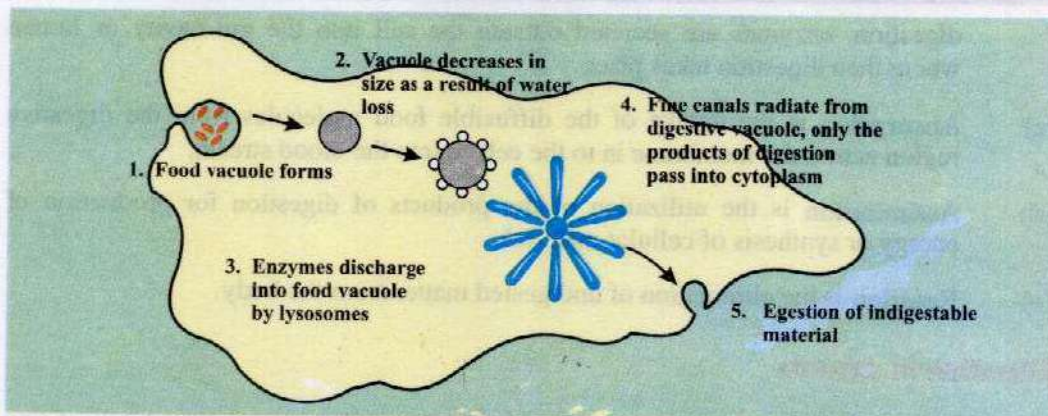 1. Food vacuole forms
2. Vacuole decreases in
size as a result of water
loss
3. Enzymes discharge
into food vacuole
by lysosomes
4. Fine canals radiate from
digestive vacuole, only the
products of digestion
pass into cytoplasm
5. Egestion of indigestable
material